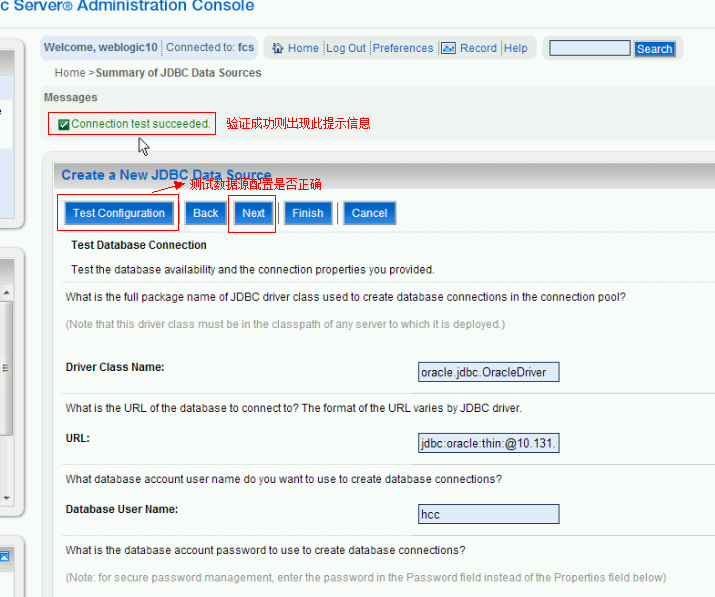 c Server® Administration Console
Welcome, weblogic10 Connected to: fcs Home Log Out Preferences Record Help Search
Home >Summary of JDBC Data Sources
Messages
Connection test succeeded. 验证成功则出现此提示信息
Create a New JDBC Data Source
测试数据源配置是否正确
Test Configuration Back Next Finish Cancel
Test Database Connection
Test the database availability and the connection properties you provided.
What is the full package name of JDBC driver class used to create database connections in the connection pool?
(Note that this driver class must be in the classpath of any server to which it is deployed.)
Driver Class Name: oracle.jdbc.OracleDriver
What is the URL of the database to connect to? The format of the URL varies by JDBC driver.
URL: jdbc:oracle:thin:@10.131.
What database account user name do you want to use to create database connections?
Database User Name: hcc
What is the database account password to use to create database connections?
(Note: for secure password management, enter the password in the Password field instead of the Properties field below)